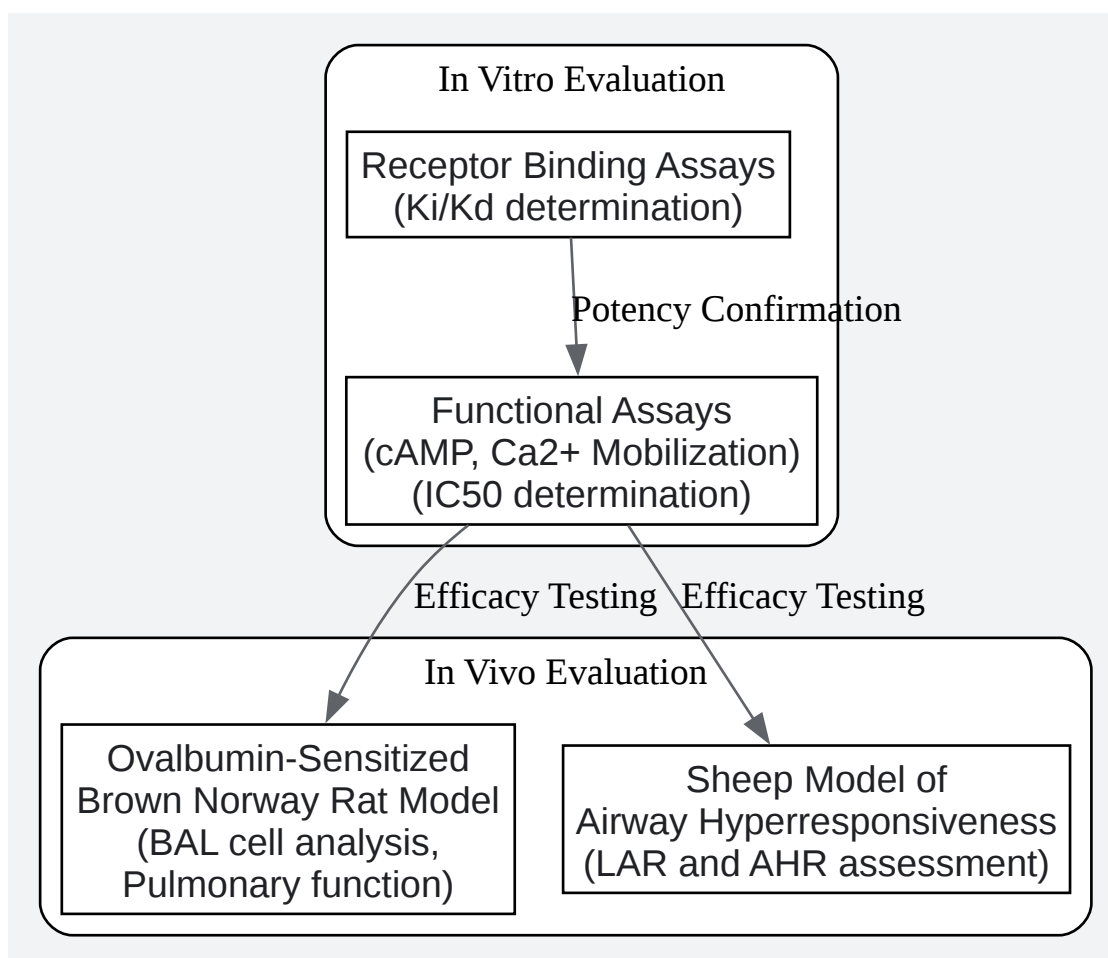 In Vitro Evaluation
Receptor Binding Assays
(Ki/Kd determination)
Potency Confirmation
Functional Assays
(cAMP, Ca2+ Mobilization)
(IC50 determination)
Efficacy Testing
Efficacy Testing
In Vivo Evaluation
Ovalbumin-Sensitized
Brown Norway Rat Model
(BAL cell analysis,
Pulmonary function)
Sheep Model of
Airway Hyperresponsiveness
(LAR and AHR assessment)